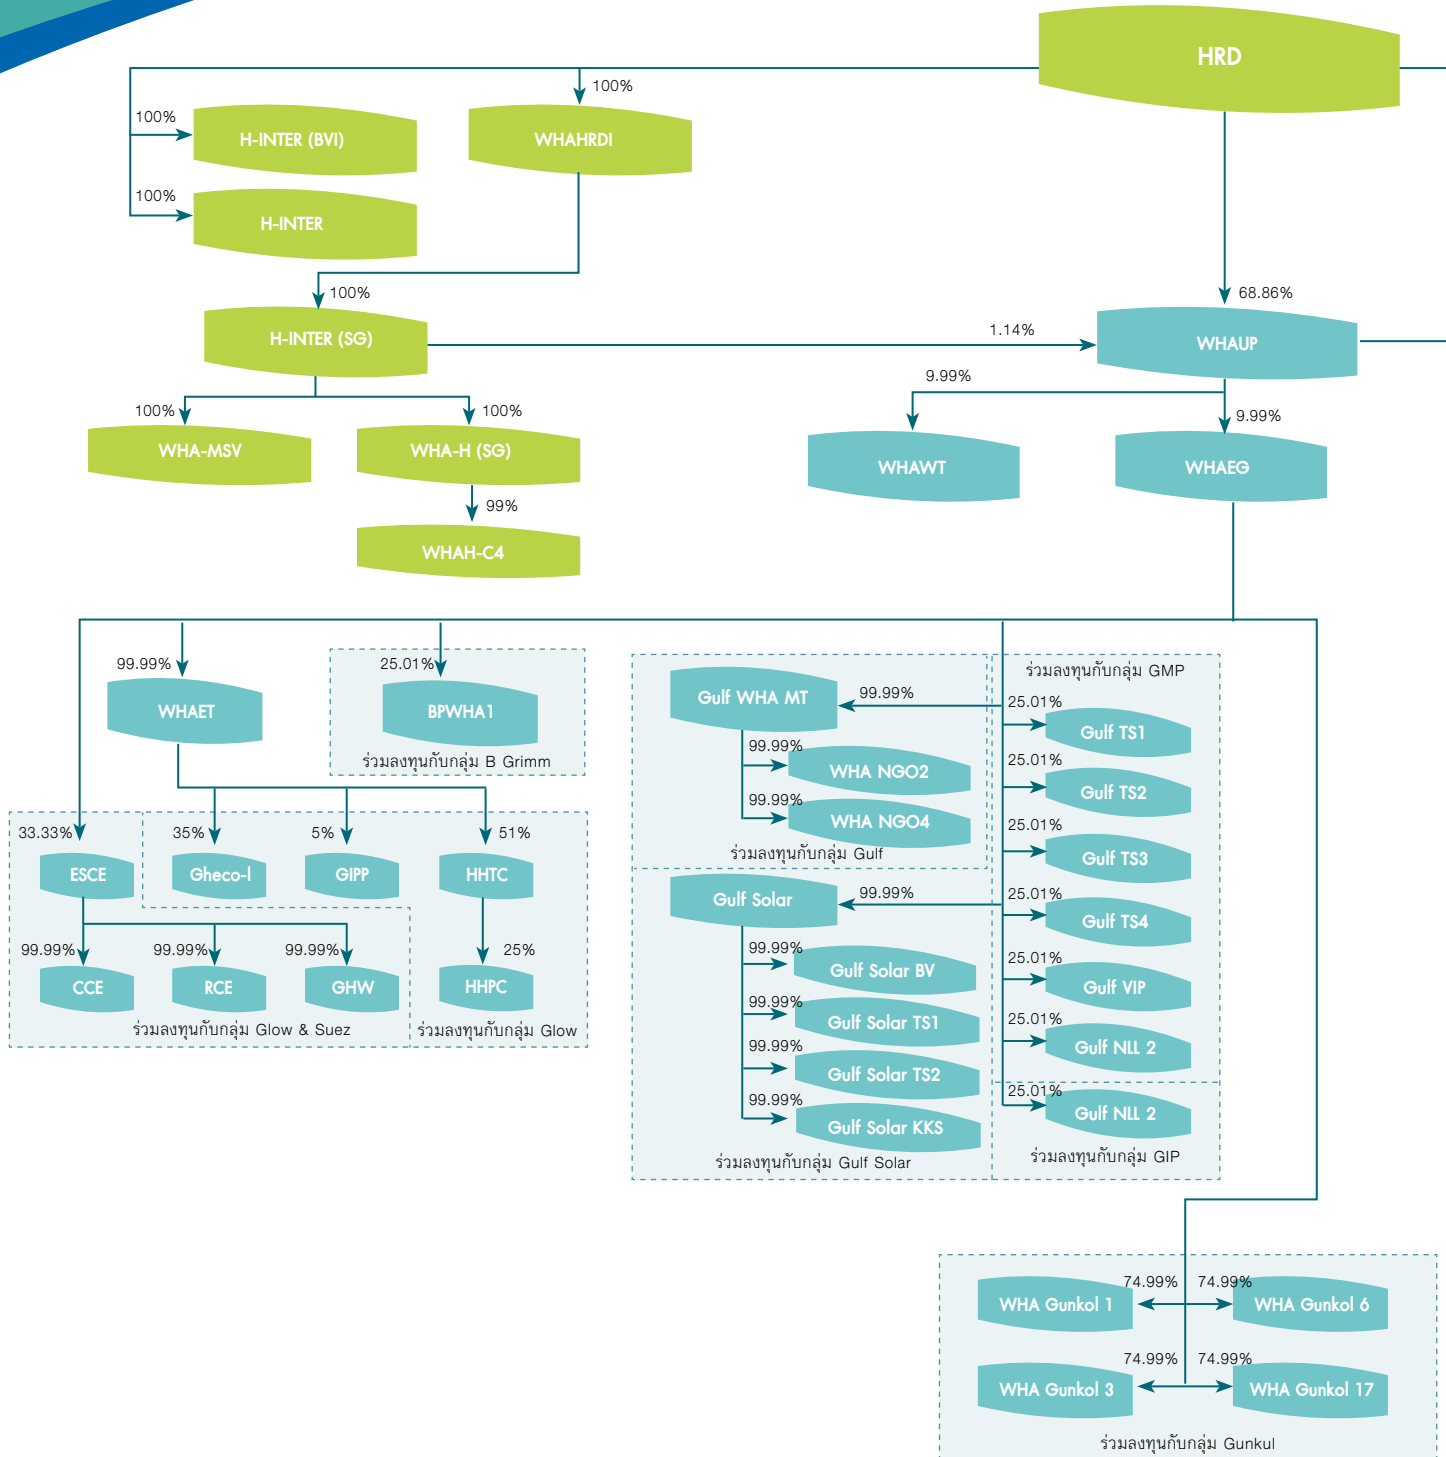 HRD
100%
100%
H-INTER (BVI)
WHAHRDI
100%
H-INTER
100%
68.86%
H-INTER (SG)
1.14%
WHAUP
9.99%
100%
100%
9.99%
WHA-MSV
WHA-H (SG)
WHAWT
WHAEG
99%
WHAH-C4
99.99%
WHAET
25.01%
BPWHA1
ร่วมลงทุนกับกลุ่ม B Grimm
33.33%
35%
5%
51%
ESCE
Gheco-I
GIPP
HHTC
99.99%
99.99%
99.99%
25%
CCE
RCE
GHW
HHPC
ร่วมลงทุนกับกลุ่ม Glow & Suez
ร่วมลงทุนกับกลุ่ม Glow
Gulf WHA MT
99.99%
99.99%
WHA NGO2
99.99%
WHA NGO4
ร่วมลงทุนกับกลุ่ม Gulf
Gulf Solar
99.99%
99.99%
Gulf Solar BV
99.99%
Gulf Solar TS1
99.99%
Gulf Solar TS2
99.99%
Gulf Solar KKS
ร่วมลงทุนกับกลุ่ม Gulf Solar
ร่วมลงทุนกับกลุ่ม GMP
25.01%
Gulf TS1
25.01%
Gulf TS2
25.01%
Gulf TS3
25.01%
Gulf TS4
25.01%
Gulf VIP
25.01%
Gulf NLL 2
25.01%
Gulf NLL 2
ร่วมลงทุนกับกลุ่ม GIP
74.99%
74.99%
WHA Gunkol 1
WHA Gunkol 6
74.99%
74.99%
WHA Gunkol 3
WHA Gunkol 17
ร่วมลงทุนกับกลุ่ม Gunkul